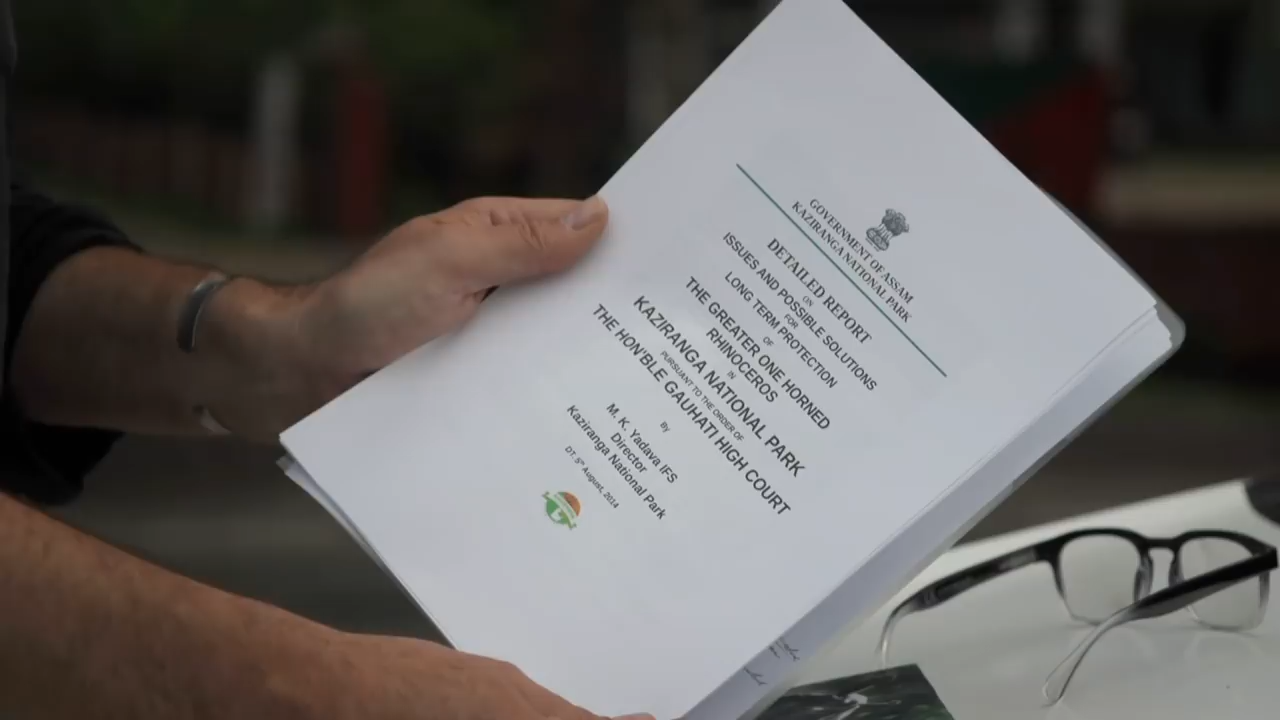 GOVERNMENT OF ASSAM
KAZIRANGA NATIONAL PARK
DETAILED REPORT
ON
ISSUES AND POSSIBLE SOLUTIONS
FOR
LONG TERM PROTECTION
OF
THE GREATER ONE HORNED
RHINOCEROS
IN
KAZIRANGA NATIONAL PARK
PURSUANT TO THE ORDER OF
THE HON'BLE GAUHATI HIGH COURT
By
M. K. Yadava IFS
Director
Kaziranga National Park
DT. 5th August, 2014